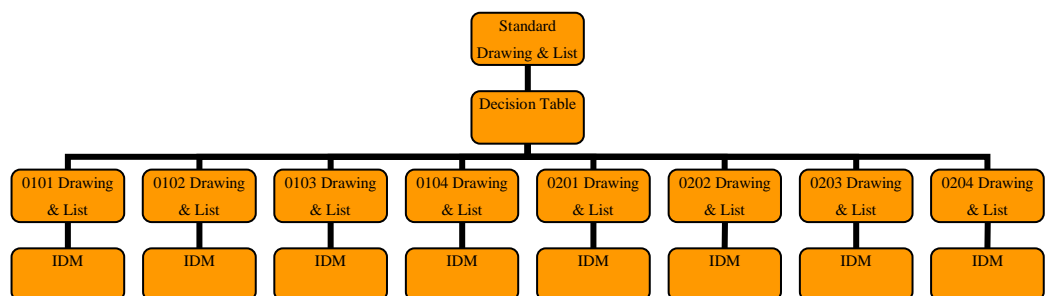 Standard
Drawing & List
Decision Table
0101 Drawing
& List
0102 Drawing
& List
0103 Drawing
& List
0104 Drawing
& List
0201 Drawing
& List
0202 Drawing
& List
0203 Drawing
& List
0204 Drawing
& List
IDM
IDM
IDM
IDM
IDM
IDM
IDM
IDM